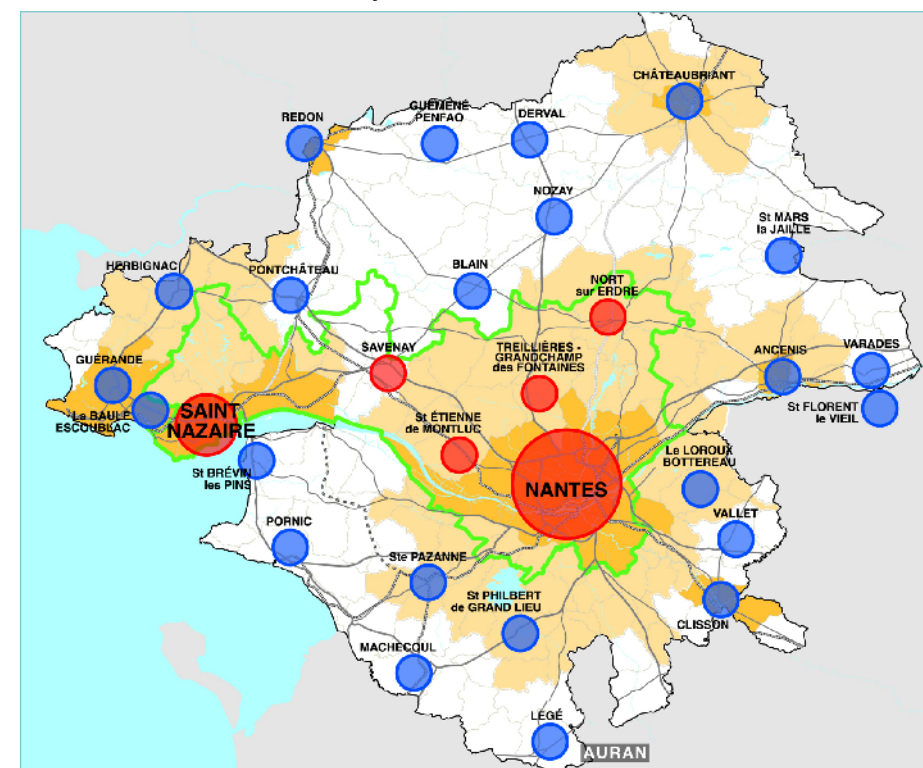 CHÂTEAUBRIANT
REDON
GUÉMENÉ
PENFAO
DERVAL
NOZAY
St MARS
la JAILLE
HERBIGNAC
PONTCHÂTEAU
BLAIN
NORT
sur ERDRE
SAVENAY
TREILLIÈRES -
GRANDCHAMP
des FONTAINES
ANCENIS
VARADES
GUÉRANDE
La BAULE
ESCOUBLAC
SAINT
NAZAIRE
St ÉTIENNE
de MONTLUC
St FLORENT
le VIEIL
St BRÉVIN
les PINS
NANTES
Le LOROUX
BOTTEREAU
VALLET
PORNIC
Ste PAZANNE
St PHILBERT
de GRAND LIEU
CLISSON
MACHECOUL
LEGÉ
AURAN